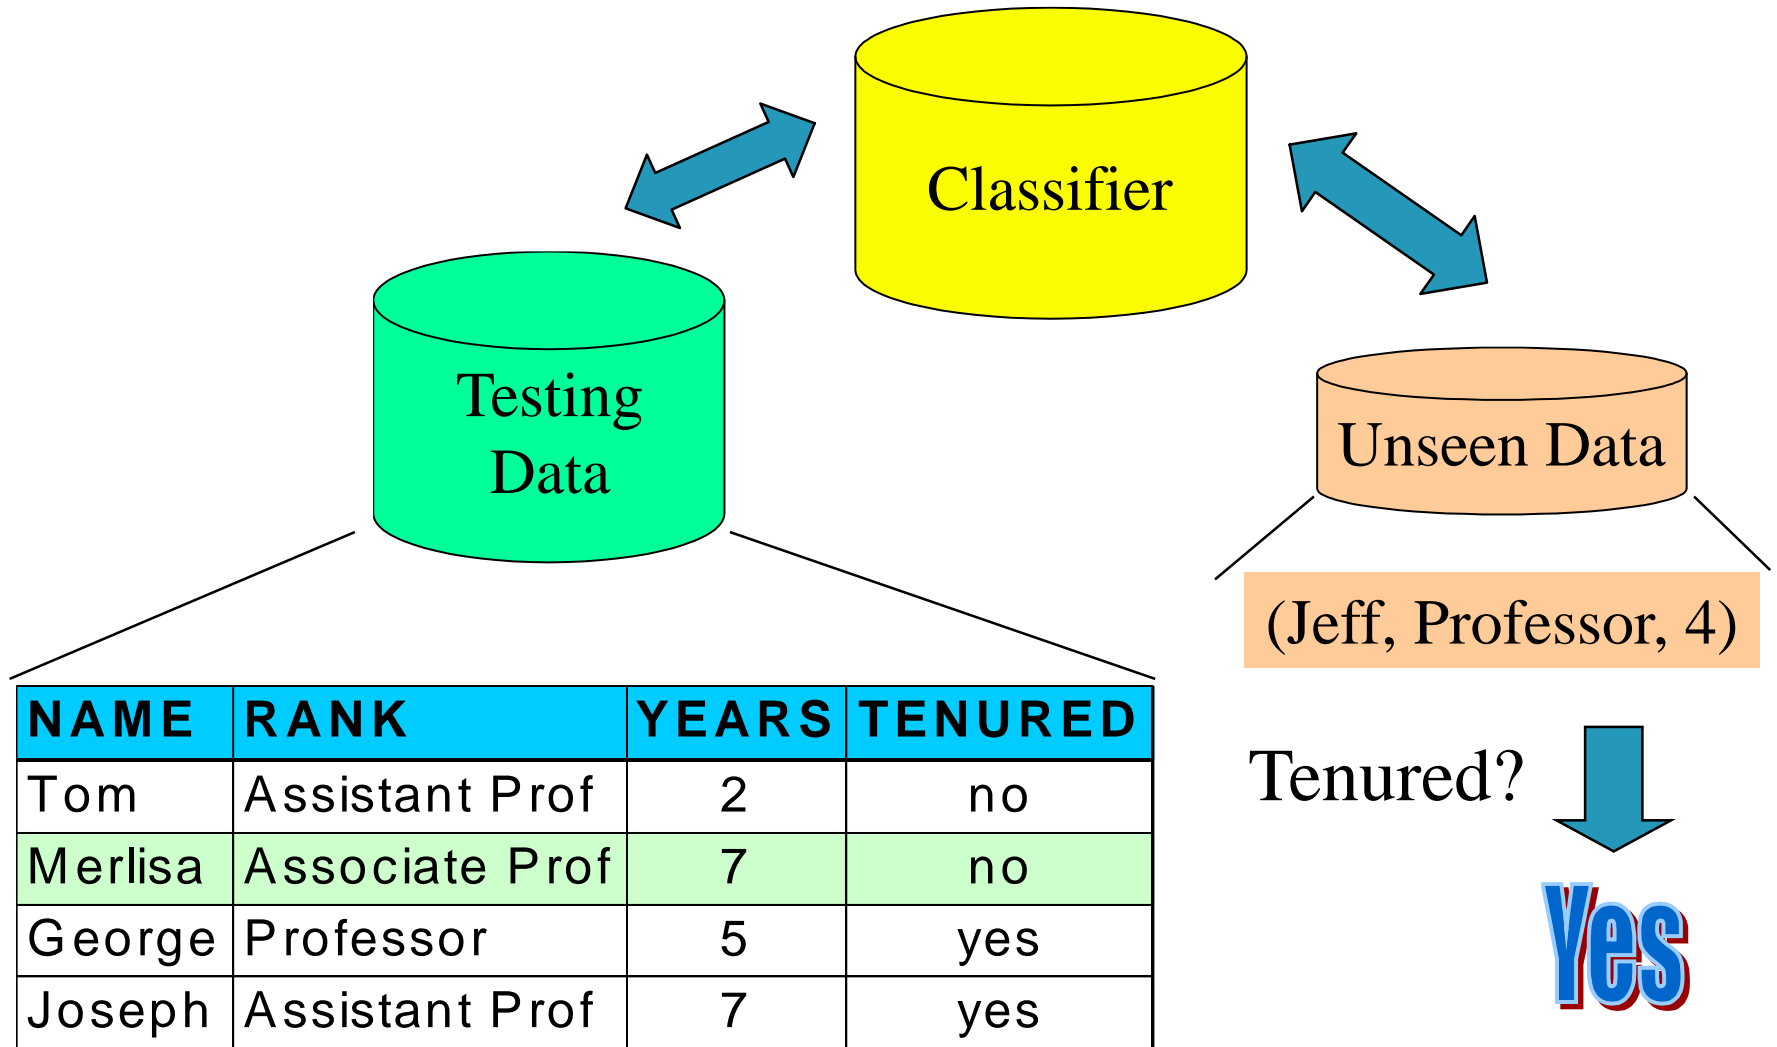 Classifier
Testing
Data
Unseen Data
(Jeff, Professor, 4)
NAME RANK YEARS TENURED
Tom Assistant Prof 2 no
Merlisa Associate Prof 7 no
George Professor 5 yes
Joseph Assistant Prof 7 yes
Tenured?
Yes